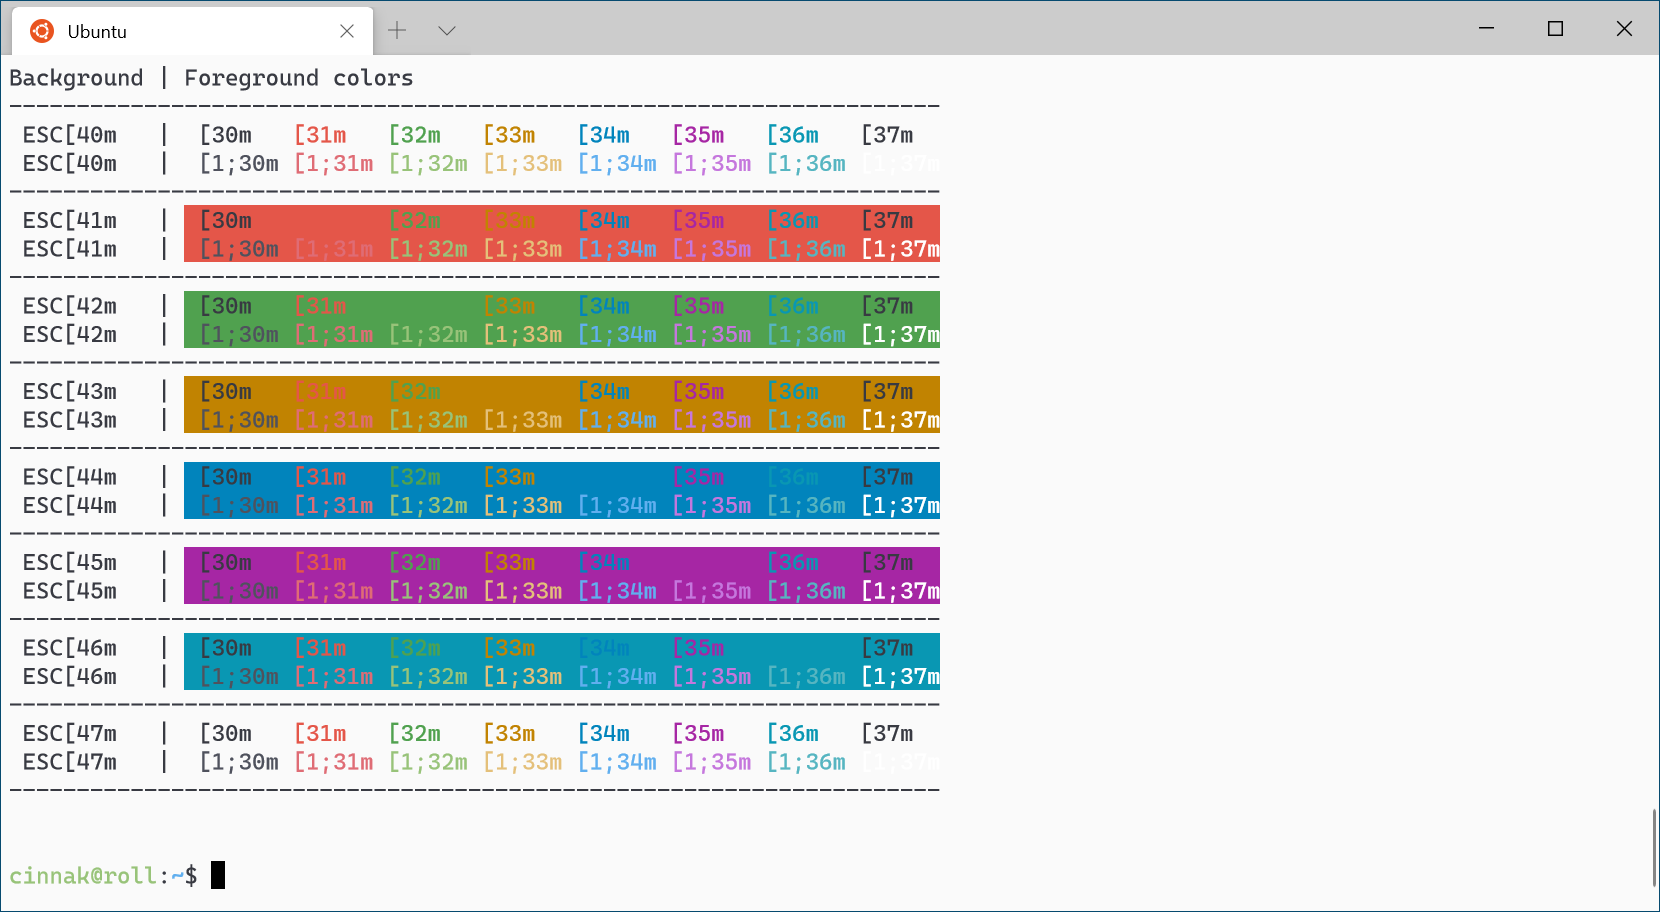 Ubuntu
Background | Foreground colors
---------------------------------------------------------------------
ESC[40m | [30m [31m [32m [33m [34m [35m [36m [37m
ESC[40m | [1;30m [1;31m [1;32m [1;33m [1;34m [1;35m [1;36m [1;37m
---------------------------------------------------------------------
ESC[41m | [30m [32m [33m [34m [35m [36m [37m
ESC[41m | [1;30m [1;31m [1;32m [1;33m [1;34m [1;35m [1;36m [1;37m
---------------------------------------------------------------------
ESC[42m | [30m [31m [33m [34m [35m [36m [37m
ESC[42m | [1;30m [1;31m [1;32m [1;33m [1;34m [1;35m [1;36m [1;37m
---------------------------------------------------------------------
ESC[43m | [30m [31m [32m [34m [35m [36m [37m
ESC[43m | [1;30m [1;31m [1;32m [1;33m [1;34m [1;35m [1;36m [1;37m
---------------------------------------------------------------------
ESC[44m | [30m [31m [32m [33m [35m [36m [37m
ESC[44m | [1;30m [1;31m [1;32m [1;33m [1;34m [1;35m [1;36m [1;37m
---------------------------------------------------------------------
ESC[45m | [30m [31m [32m [33m [34m [36m [37m
ESC[45m | [1;30m [1;31m [1;32m [1;33m [1;34m [1;35m [1;36m [1;37m
---------------------------------------------------------------------
ESC[46m | [30m [31m [32m [33m [34m [35m [37m
ESC[46m | [1;30m [1;31m [1;32m [1;33m [1;34m [1;35m [1;36m [1;37m
---------------------------------------------------------------------
ESC[47m | [30m [31m [32m [33m [34m [35m [36m [37m
ESC[47m | [1;30m [1;31m [1;32m [1;33m [1;34m [1;35m [1;36m [1;37m
---------------------------------------------------------------------
cinnak@roll:~$